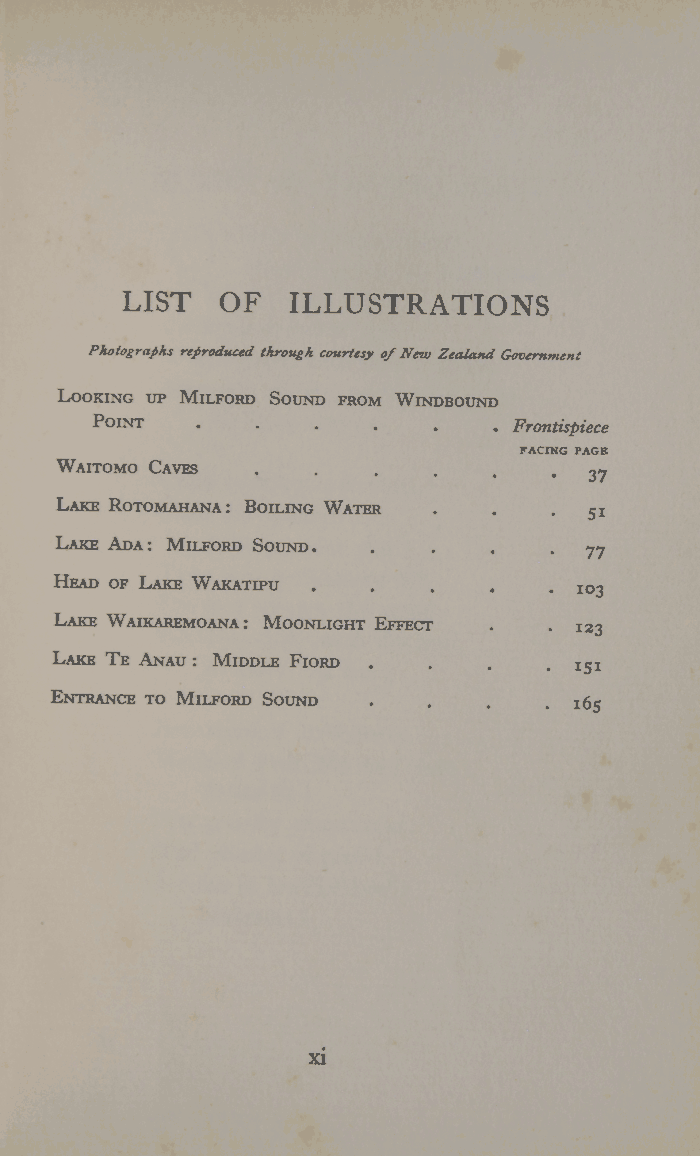 LIST OF ILLUSTRATIONS
Photographs reproduced through courtesy of New Zealand Government
Looking up Milford Sound from Windbound
Point . . . . . . Frontispiece
FACING PAGE
Waitomo Caves . . . . . . 37
Lake Rotomahana: Boiling Water . . . 51
Lake Ada: Milford Sound. . . . . 77
Head of Lake Wakatipu . . . . . 103
Lake Waikaremoana: Moonlight Effect . . 123
Lake Te Anau: Middle Fiord . . . . 151
Entrance to Milford Sound . . . . 165
xi